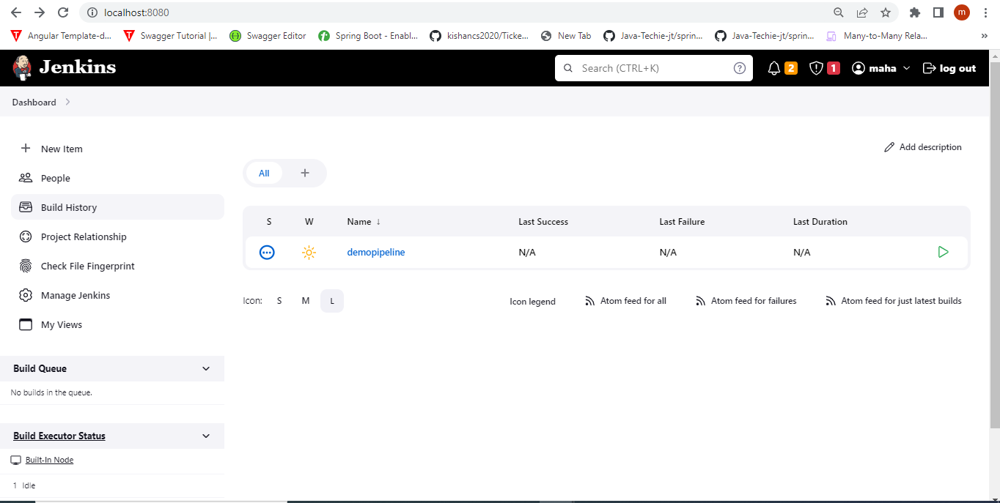 localhost:8080
m
Angular Template-d...
Swagger Tutorial |...
Swagger Editor
Spring Boot - Enabl...
kishancs2020/Ticke...
New Tab
Java-Techie-jt/sprin...
Java-Techie-jt/sprin...
Many-to-Many Rela...
»
Jenkins
Search (CTRL+K)
?
2
1
maha
log out
Dashboard
New Item
People
Build History
Project Relationship
Check File Fingerprint
Manage Jenkins
My Views
Build Queue
No builds in the queue.
Build Executor Status
Built-In Node
1 Idle
Add description
All
+
S W Name ↓ Last Success Last Failure Last Duration
demopipeline N/A N/A N/A
Icon: S M L
Icon legend
Atom feed for all
Atom feed for failures
Atom feed for just latest builds